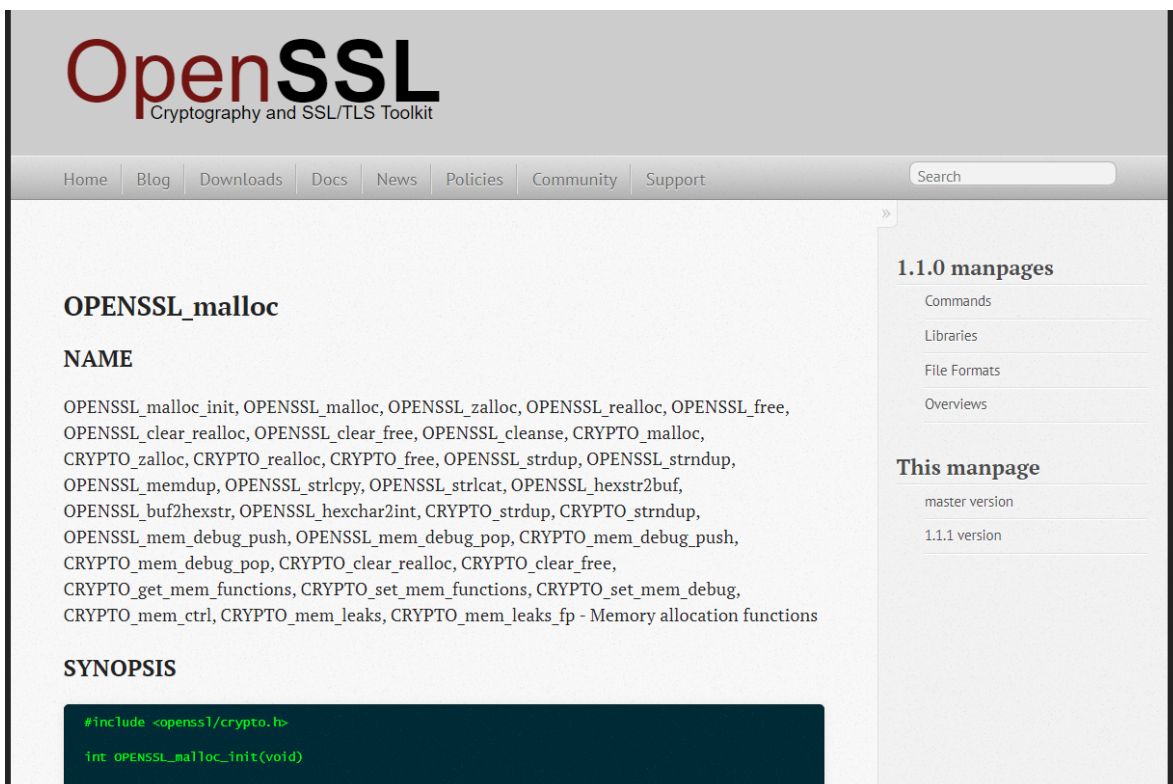 OpenSSL
Cryptography and SSL/TLS Toolkit
Home Blog Downloads Docs News Policies Community Support
Search
»
OPENSSL_malloc
NAME
OPENSSL_malloc_init, OPENSSL_malloc, OPENSSL_zalloc, OPENSSL_realloc, OPENSSL_free,
OPENSSL_clear_realloc, OPENSSL_clear_free, OPENSSL_cleanse, CRYPTO_malloc,
CRYPTO_zalloc, CRYPTO_realloc, CRYPTO_free, OPENSSL_strdup, OPENSSL_strndup,
OPENSSL_memdup, OPENSSL_strlcpy, OPENSSL_strlcat, OPENSSL_hexstr2buf,
OPENSSL_buf2hexstr, OPENSSL_hexchar2int, CRYPTO_strdup, CRYPTO_strndup,
OPENSSL_mem_debug_push, OPENSSL_mem_debug_pop, CRYPTO_mem_debug_push,
CRYPTO_mem_debug_pop, CRYPTO_clear_realloc, CRYPTO_clear_free,
CRYPTO_get_mem_functions, CRYPTO_set_mem_functions, CRYPTO_set_mem_debug,
CRYPTO_mem_ctrl, CRYPTO_mem_leaks, CRYPTO_mem_leaks_fp - Memory allocation functions
SYNOPSIS
#include <openssl/crypto.h>
int OPENSSL_malloc_init(void)
1.1.0 manpages
Commands
Libraries
File Formats
Overviews
This manpage
master version
1.1.1 version